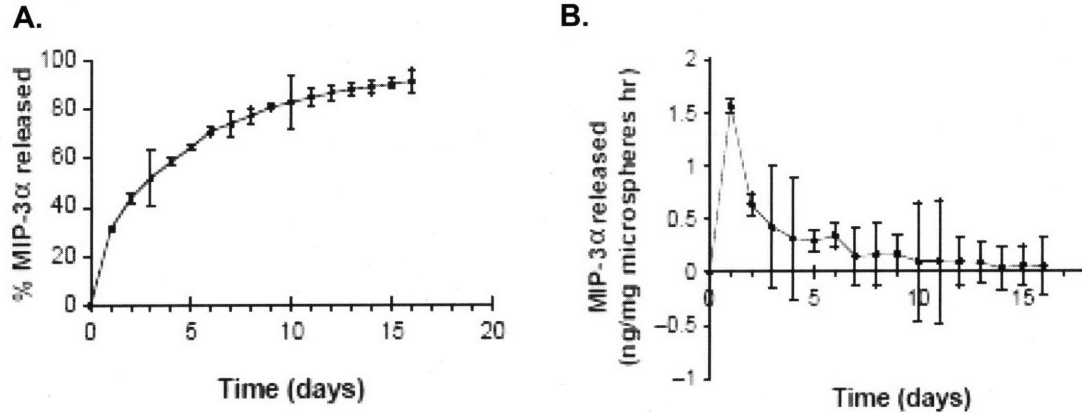 A.
% MIP-3α released
100
80
60
40
20
0
0 5 10 15 20
Time (days)
B.
MIP-3α released
(ng/mg microspheres hr)
2
1.5
1
0.5
0
–0.5
–1
0 5 10 15
Time (days)